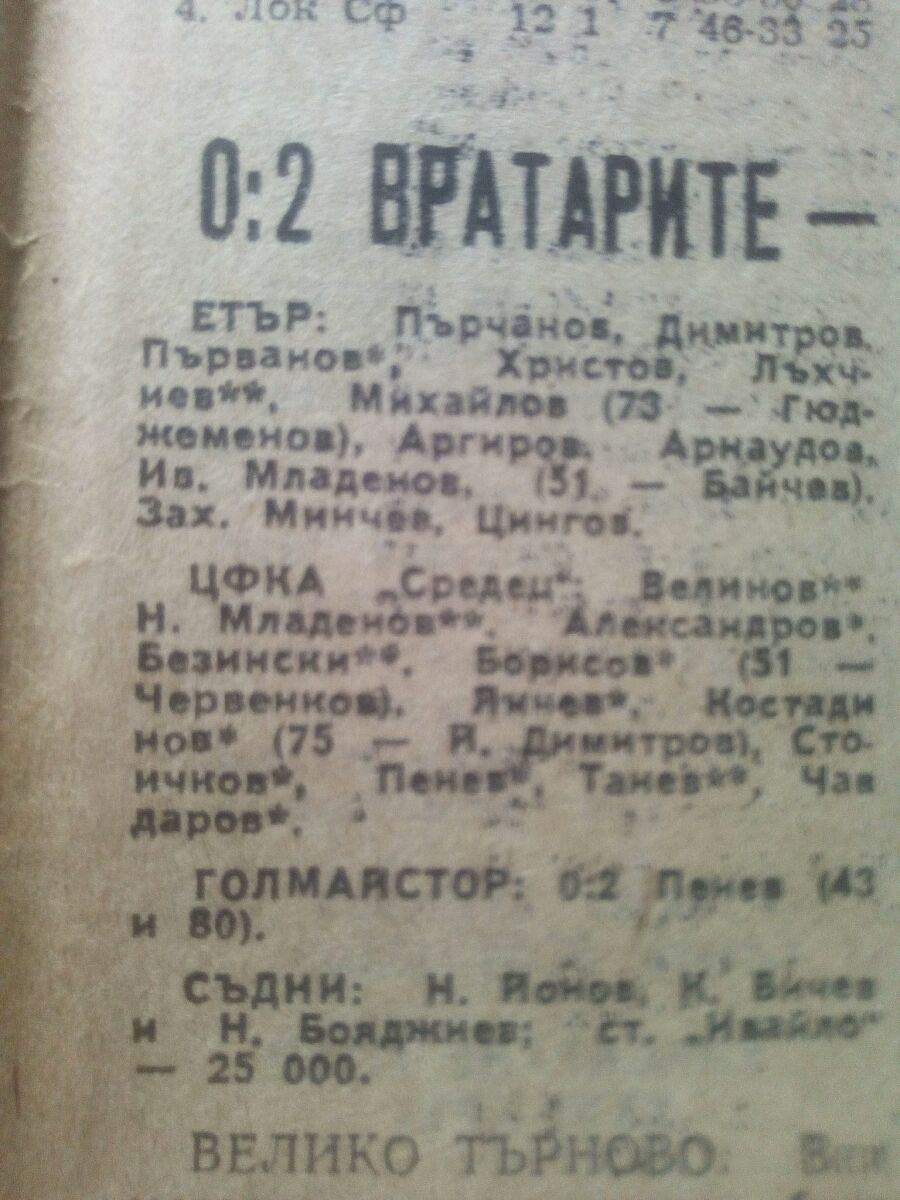 4. Лок Сф 12 1 7 46-33 25
0:2 ВРАТАРИТЕ —
ЕТЪР: Пърчанов, Димитров,
Първанов*, Христов, Лъхч-
иев**, Михайлов (73 — Гюд-
жеменов), Аргиров, Арнаудов,
Ив. Младенов, (51 — Байчев),
Зах. Минчев, Цингов.
ЦФКА „Средец": Велинов**
Н. Младенов**, Александров*,
Безински**, Борисов* (51 —
Червенков), Янчев*, Костади
нов* (75 — Й. Димитров), Сто-
ичков*, Пенев*, Танев**, Чав
даров*.
ГОЛМАЙСТОР: 0:2 Пенев (43
и 80).
СЪДИИ: Н. Йонов, К. Бичев
и Н. Бояджиев; ст. „Ивайло"
— 25 000.
ВЕЛИКО ТЪРНОВО.